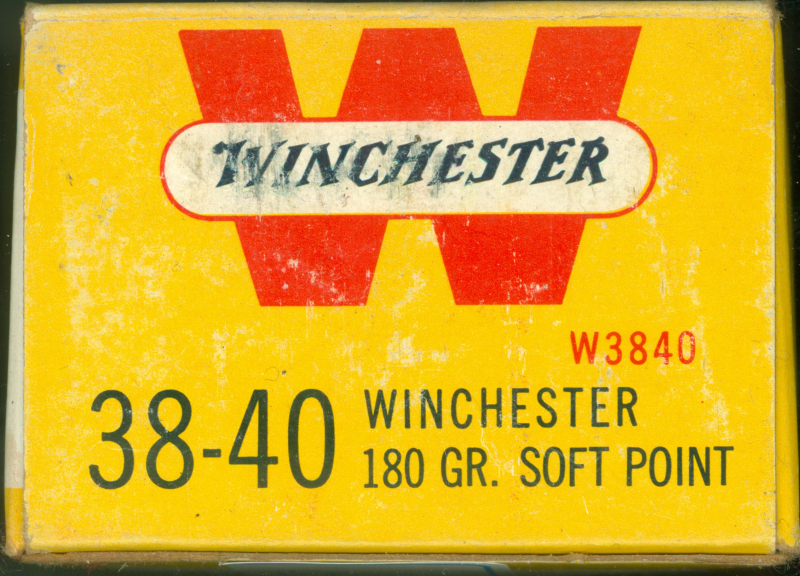 W
WINCHESTER
W3840
38-40 WINCHESTER
180 GR. SOFT POINT